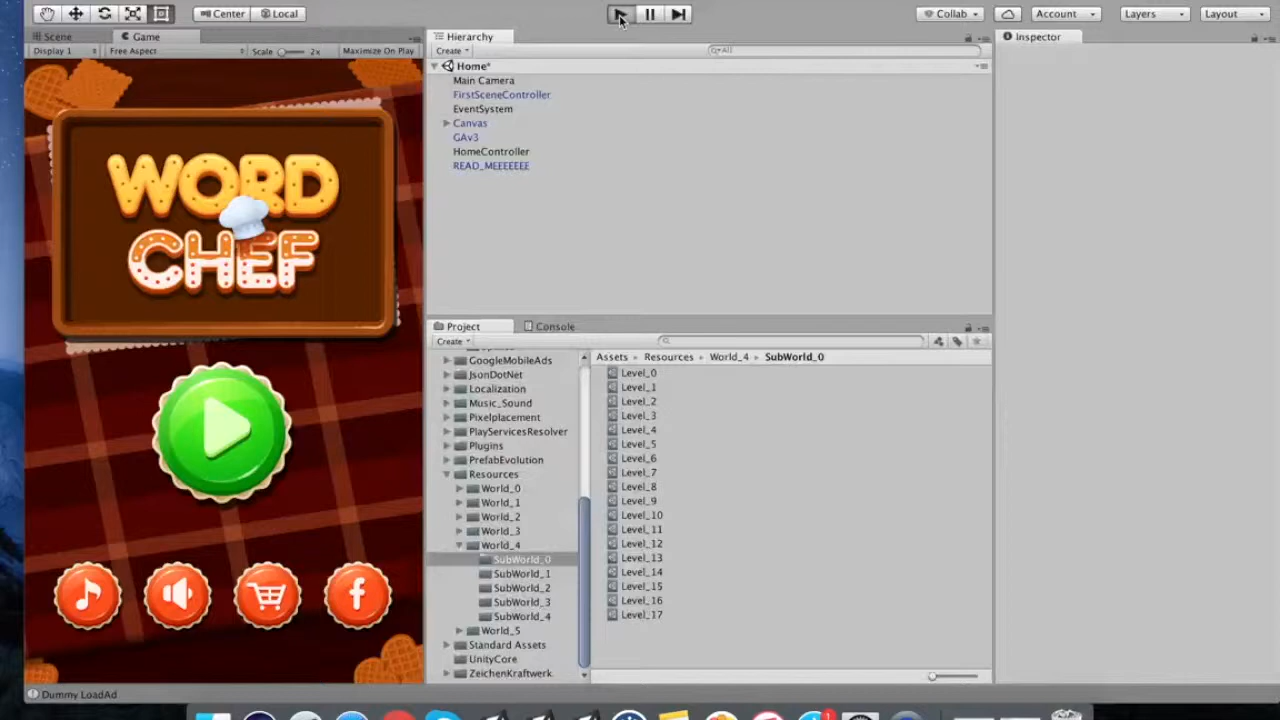 Center Local Collab Account Layers Layout
Scene Game Hierarchy Inspector
Display 1 Free Aspect Scale 2x Maximize On Play Create All
Home*
Main Camera
FirstSceneController
EventSystem
Canvas
GAv3
HomeController
READ_MEEEEEEE
WORD
CHEF
f
Project Console
Create
GoogleMobileAds
JsonDotNet
Localization
Music_Sound
Pixelplacement
PlayServicesResolver
Plugins
PrefabEvolution
Resources
World_0
World_1
World_2
World_3
World_4
SubWorld_0
SubWorld_1
SubWorld_2
SubWorld_3
SubWorld_4
World_5
Standard Assets
UnityCore
ZeichenKraftwerk
Assets Resources World_4 SubWorld_0
Level_0
Level_1
Level_2
Level_3
Level_4
Level_5
Level_6
Level_7
Level_8
Level_9
Level_10
Level_11
Level_12
Level_13
Level_14
Level_15
Level_16
Level_17
Dummy LoadAd
1